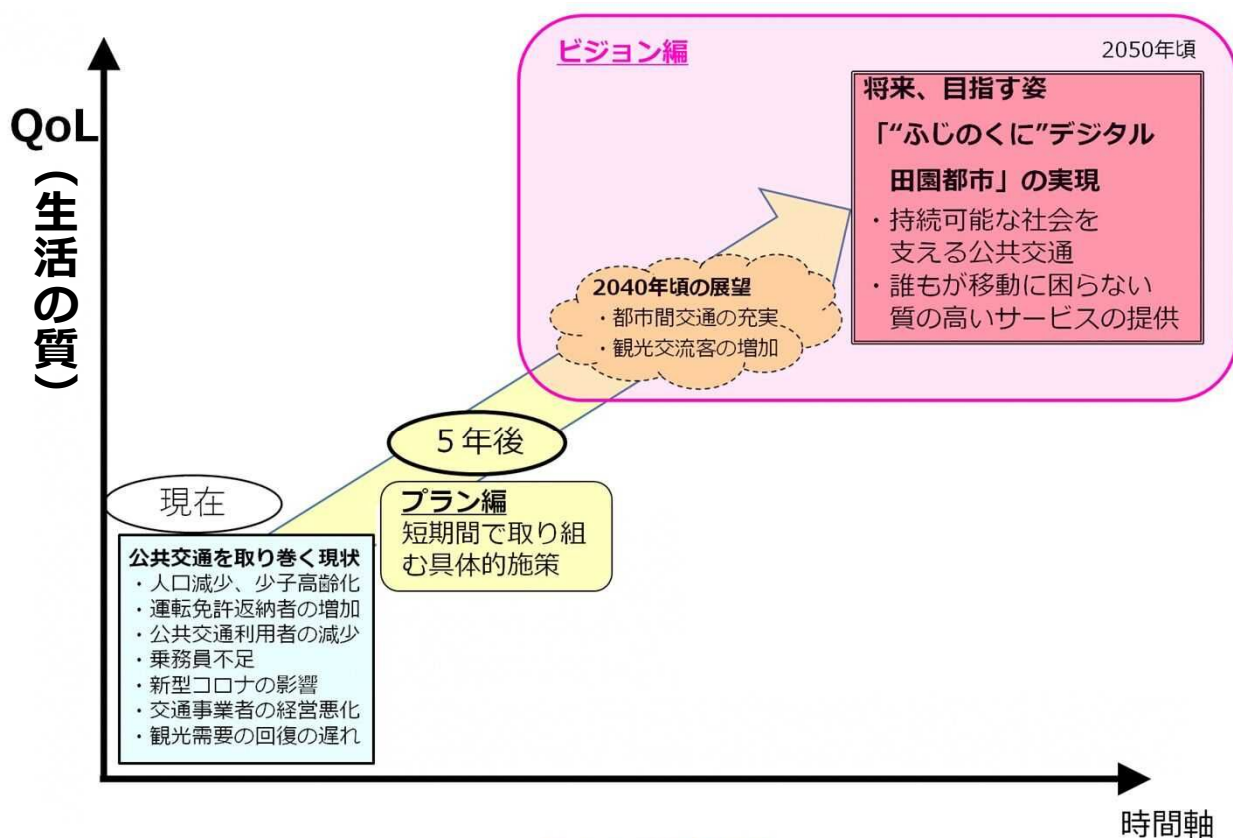 ビジョン編
2050年頃
将来、目指す姿
「“ふじのくに”デジタル
田園都市」の実現
・持続可能な社会を
支える公共交通
・誰もが移動に困らない
質の高いサービスの提供
QoL
（生活の質）
2040年頃の展望
・都市間交通の充実
・観光交流客の増加
５年後
プラン編
短期間で取り組
む具体的施策
現在
公共交通を取り巻く現状
・人口減少、少子高齢化
・運転免許返納者の増加
・公共交通利用者の減少
・乗務員不足
・新型コロナの影響
・交通事業者の経営悪化
・観光需要の回復の遅れ
時間軸